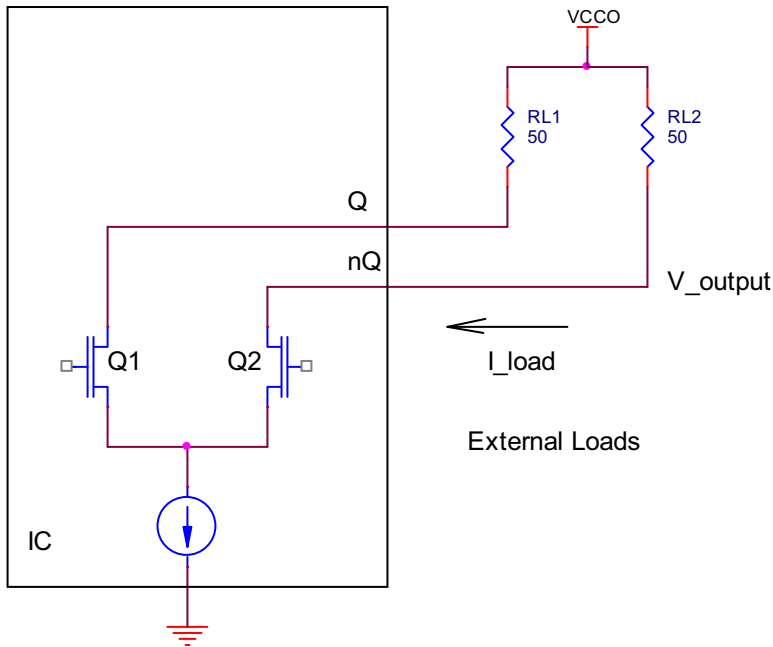 VCCO
RL1
50
RL2
50
Q
nQ
V_output
Q1
Q2
I_load
External Loads
IC